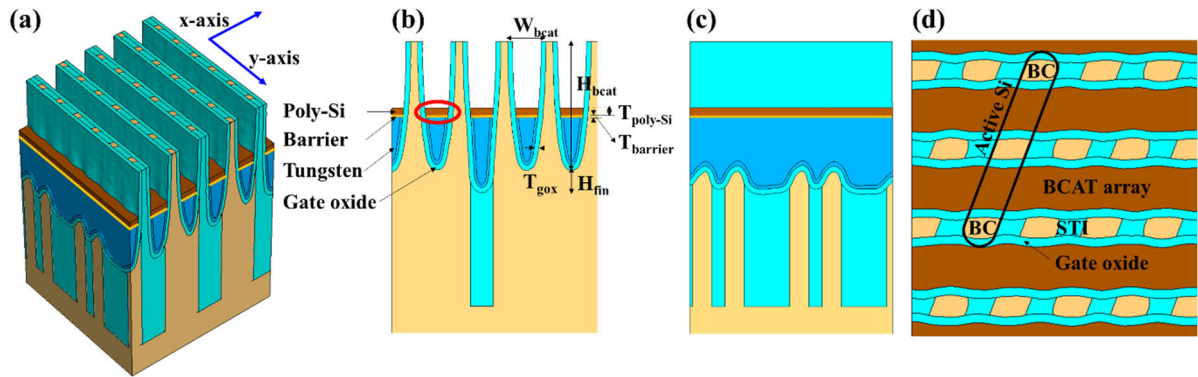 (a)
x-axis
y-axis
(b)
W_bcat
H_bcat
Poly-Si
Barrier
Tungsten
Gate oxide
T_poly-Si
T_barrier
T_gox
H_fin
(c)
(d)
BC
Active Si
BCAT array
BC
STI
Gate oxide